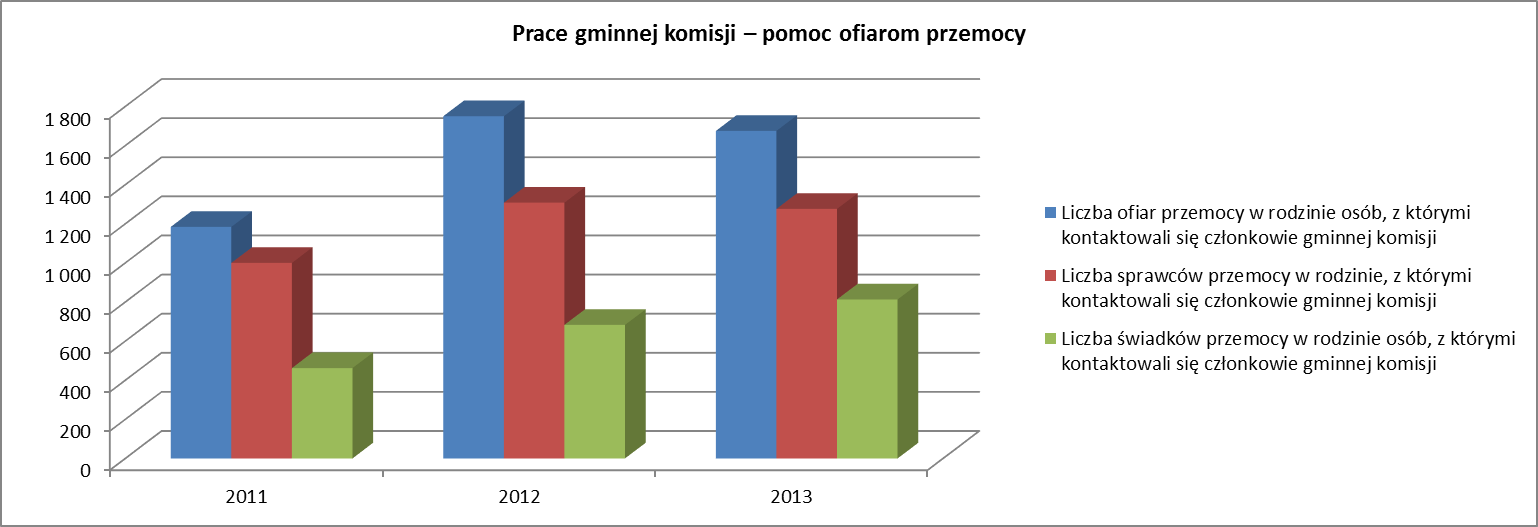 Prace gminnej komisji – pomoc ofiarom przemocy
1 800
1 600
1 400
1 200
1 000
800
600
400
200
0
2011
2012
2013
Liczba ofiar przemocy w rodzinie osób, z którymi
kontaktowali się członkowie gminnej komisji
Liczba sprawców przemocy w rodzinie, z którymi
kontaktowali się członkowie gminnej komisji
Liczba świadków przemocy w rodzinie osób, z którymi
kontaktowali się członkowie gminnej komisji